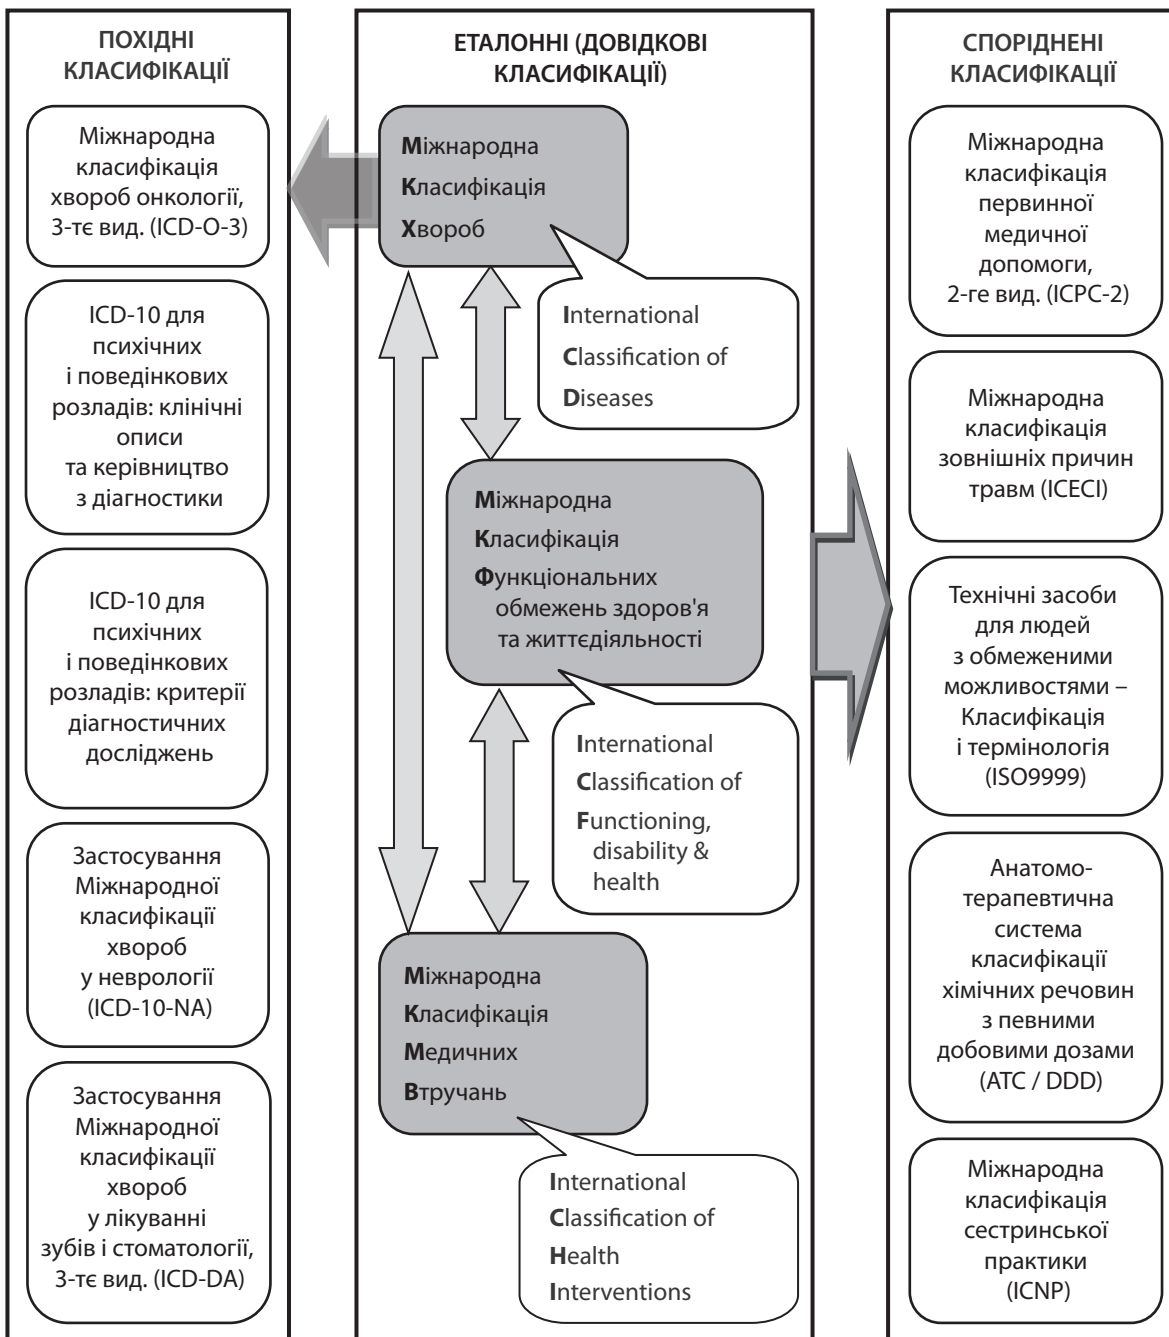 ПОХІДНІ
КЛАСИФІКАЦІЇ
Міжнародна
класифікація
хвороб онкології,
3-тє вид. (ICD-O-3)
ICD-10 для
психічних
і поведінкових
розладів: клінічні
описи
та керівництво
з діагностики
ICD-10 для
психічних
і поведінкових
розладів: критерії
діагностичних
досліджень
Застосування
Міжнародної
класифікації
хвороб
у неврології
(ICD-10-NA)
Застосування
Міжнародної
класифікації
хвороб
у лікуванні
зубів і стоматології,
3-тє вид. (ICD-DA)
ЕТАЛОННІ (ДОВІДКОВІ
КЛАСИФІКАЦІЇ)
Міжнародна
Класифікація
Хвороб
International
Classification of
Diseases
Міжнародна
Класифікація
Функціональних
обмежень здоров'я
та життєдіяльності
International
Classification of
Functioning,
disability &
health
Міжнародна
Класифікація
Медичних
Втручань
International
Classification of
Health
Interventions
СПОРІДНЕНІ
КЛАСИФІКАЦІЇ
Міжнародна
класифікація
первинної
медичної
допомоги,
2-ге вид. (ICPC-2)
Міжнародна
класифікація
зовнішніх причин
травм (ICECI)
Технічні засоби
для людей
з обмеженими
можливостями –
Класифікація
і термінологія
(ISO9999)
Анатомо-
терапевтична
система
класифікації
хімічних речовин
з певними
добовими дозами
(ATC / DDD)
Міжнародна
класифікація
сестринської
практики
(ICNP)